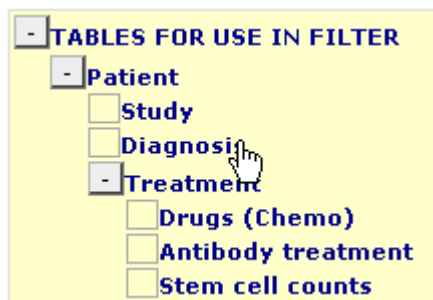 TABLES FOR USE IN FILTER
Patient
Study
Diagnosis
Treatment
Drugs (Chemo)
Antibody treatment
Stem cell counts